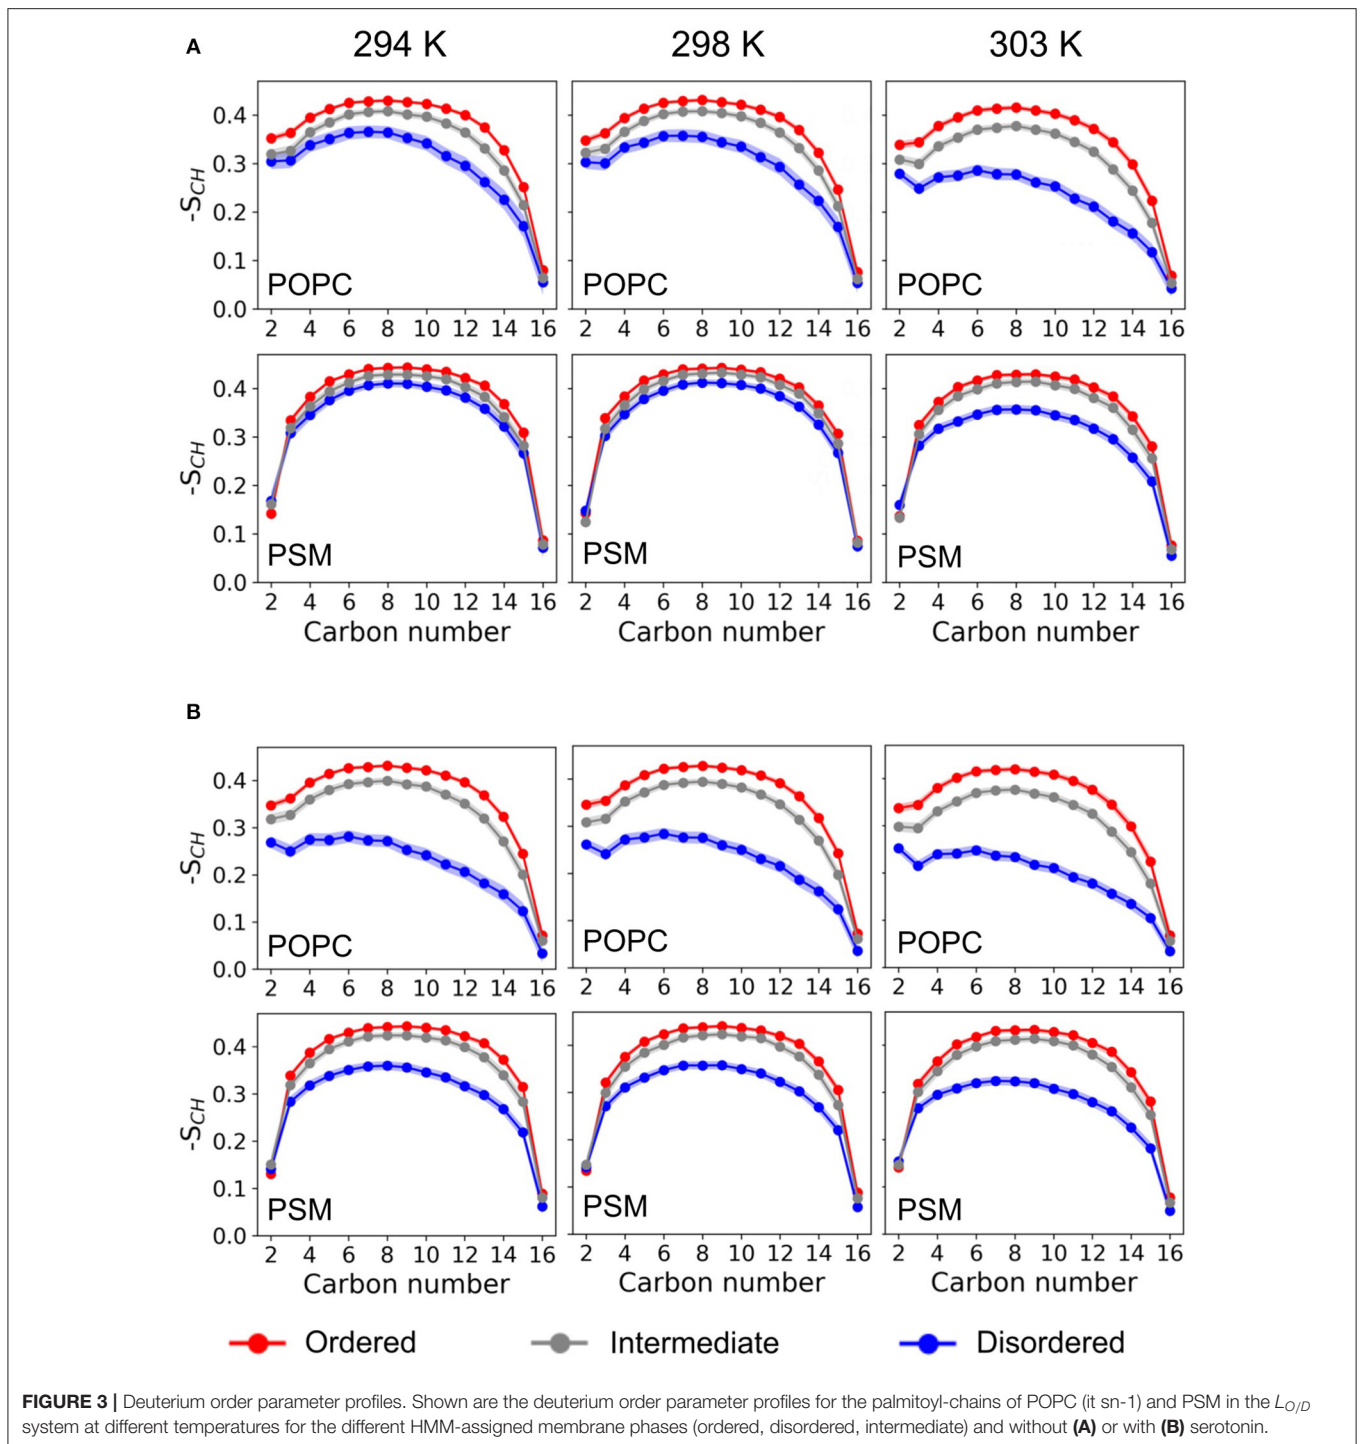 A
294 K 298 K 303 K
-S_CH
0.4
0.3
0.2
0.1
0.0
POPC POPC POPC
2 4 6 8 10 12 14 16 2 4 6 8 10 12 14 16 2 4 6 8 10 12 14 16
-S_CH
0.4
0.3
0.2
0.1
0.0
PSM PSM PSM
2 4 6 8 10 12 14 16 2 4 6 8 10 12 14 16 2 4 6 8 10 12 14 16
Carbon number Carbon number Carbon number
B
-S_CH
0.4
0.3
0.2
0.1
0.0
POPC POPC POPC
2 4 6 8 10 12 14 16 2 4 6 8 10 12 14 16 2 4 6 8 10 12 14 16
-S_CH
0.4
0.3
0.2
0.1
0.0
PSM PSM PSM
2 4 6 8 10 12 14 16 2 4 6 8 10 12 14 16 2 4 6 8 10 12 14 16
Carbon number Carbon number Carbon number
Ordered Intermediate Disordered
FIGURE 3 | Deuterium order parameter profiles. Shown are the deuterium order parameter profiles for the palmitoyl-chains of POPC (it sn-1) and PSM in the L_O/D
system at different temperatures for the different HMM-assigned membrane phases (ordered, disordered, intermediate) and without (A) or with (B) serotonin.